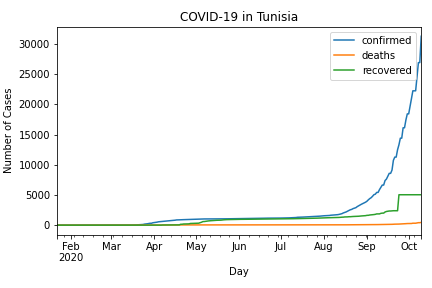 COVID-19 in Tunisia
confirmed
deaths
recovered
Number of Cases
30000
25000
20000
15000
10000
5000
0
Feb Mar Apr May Jun Jul Aug Sep Oct
2020
Day